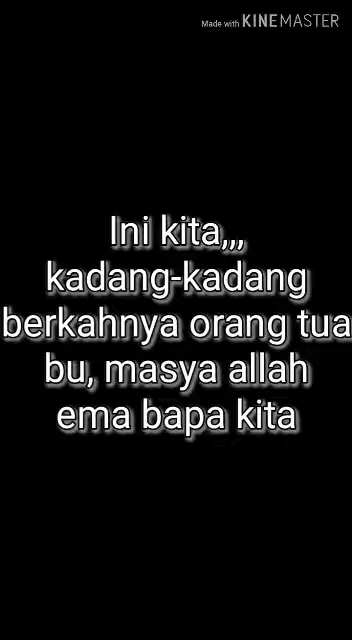 Made with KINEMASTER
Ini kita,,,
kadang-kadang
berkahnya orang tua
bu, masya allah
ema bapa kita